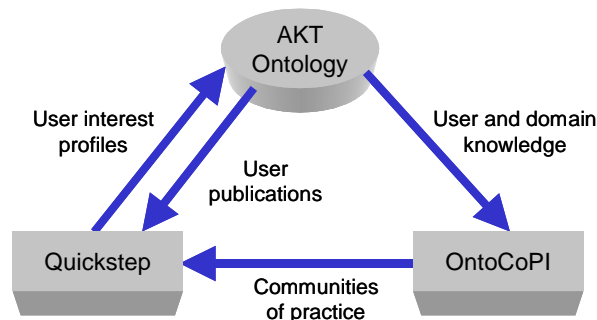 AKT
Ontology
User interest
profiles
User and domain
knowledge
User
publications
Quickstep
OntoCoPI
Communities
of practice